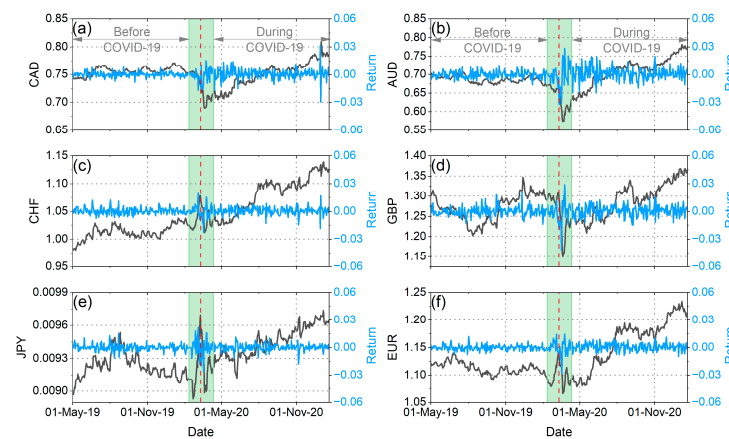 (a) Before COVID-19 During COVID-19
0.85 0.80 0.75 0.70 0.65
CAD
0.06 0.03 0.00 −0.03 −0.06
Return
(b) Before COVID-19 During COVID-19
0.80 0.75 0.70 0.65 0.60 0.55
AUD
0.06 0.03 0.00 −0.03 −0.06
Return
(c)
1.15 1.10 1.05 1.00 0.95
CHF
0.06 0.03 0.00 −0.03 −0.06
Return
(d)
1.40 1.35 1.30 1.25 1.20 1.15
GBP
0.06 0.03 0.00 −0.03 −0.06
Return
(e)
0.0099 0.0096 0.0093 0.0090
JPY
0.06 0.03 0.00 −0.03 −0.06
Return
01-May-19 01-Nov-19 01-May-20 01-Nov-20
Date
(f)
1.25 1.20 1.15 1.10 1.05
EUR
0.06 0.03 0.00 −0.03 −0.06
Return
01-May-19 01-Nov-19 01-May-20 01-Nov-20
Date